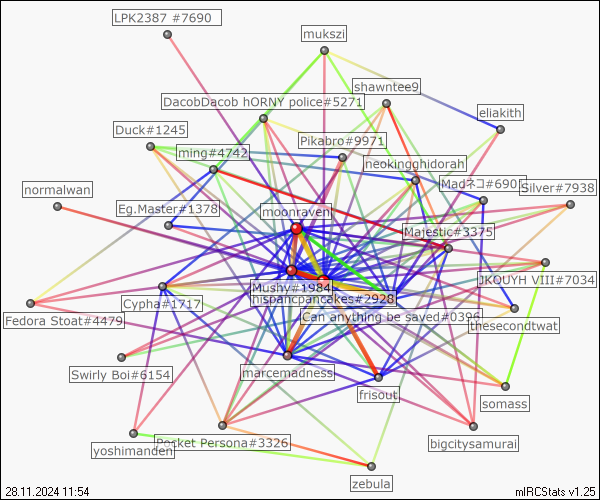 LPK2387 #7690
mukszi
shawntee9
DacobDacob hORNY police#5271
eliakith
Duck#1245
Pikabro#9971
ming#4742
neokingghidorah
normalwan
Madネコ#690
Silver#7938
Eg.Master#1378
moonraven
Majestic#3375
Mushy#1984
JKQUYH VIII#7034
Cypha#1717
hispancpancakes#2928
Fedora Stoat#4479
Can anything be saved#0396
thesecondtwat
Swirly Boi#6154
marcemadness
frisout
somass
yoshimanden
Pocket Persona#3326
bigcitysamurai
zebula
28.11.2024 11:54
mIRCStats v1.25